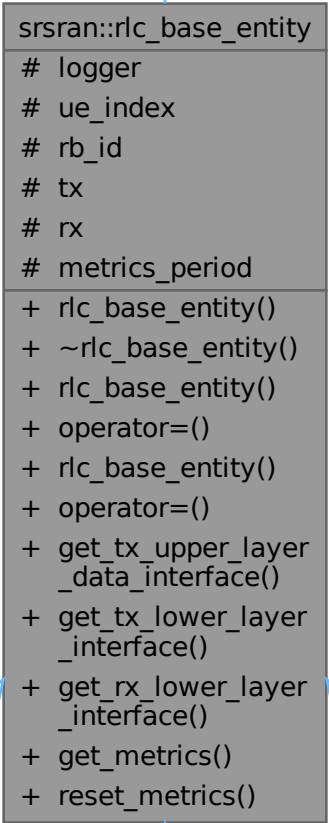 srsran::rlc_base_entity
# logger
# ue_index
# rb_id
# tx
# rx
# metrics_period
+ rlc_base_entity()
+ ~rlc_base_entity()
+ rlc_base_entity()
+ operator=()
+ rlc_base_entity()
+ operator=()
+ get_tx_upper_layer
_data_interface()
+ get_tx_lower_layer
_interface()
+ get_rx_lower_layer
_interface()
+ get_metrics()
+ reset_metrics()